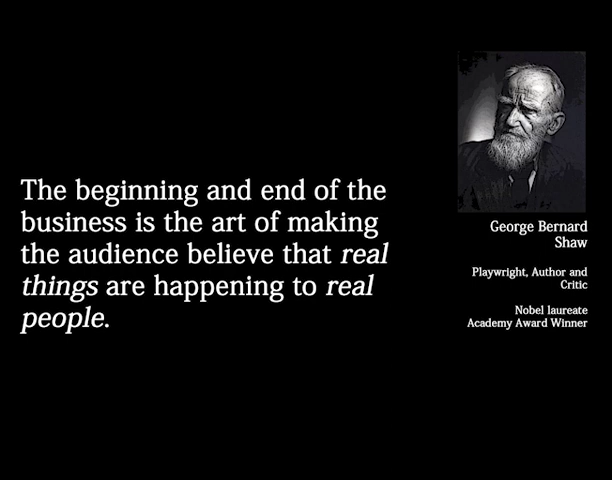 The beginning and end of the
business is the art of making
the audience believe that real
things are happening to real
people.
George Bernard
Shaw
Playwright, Author and
Critic
Nobel laureate
Academy Award Winner